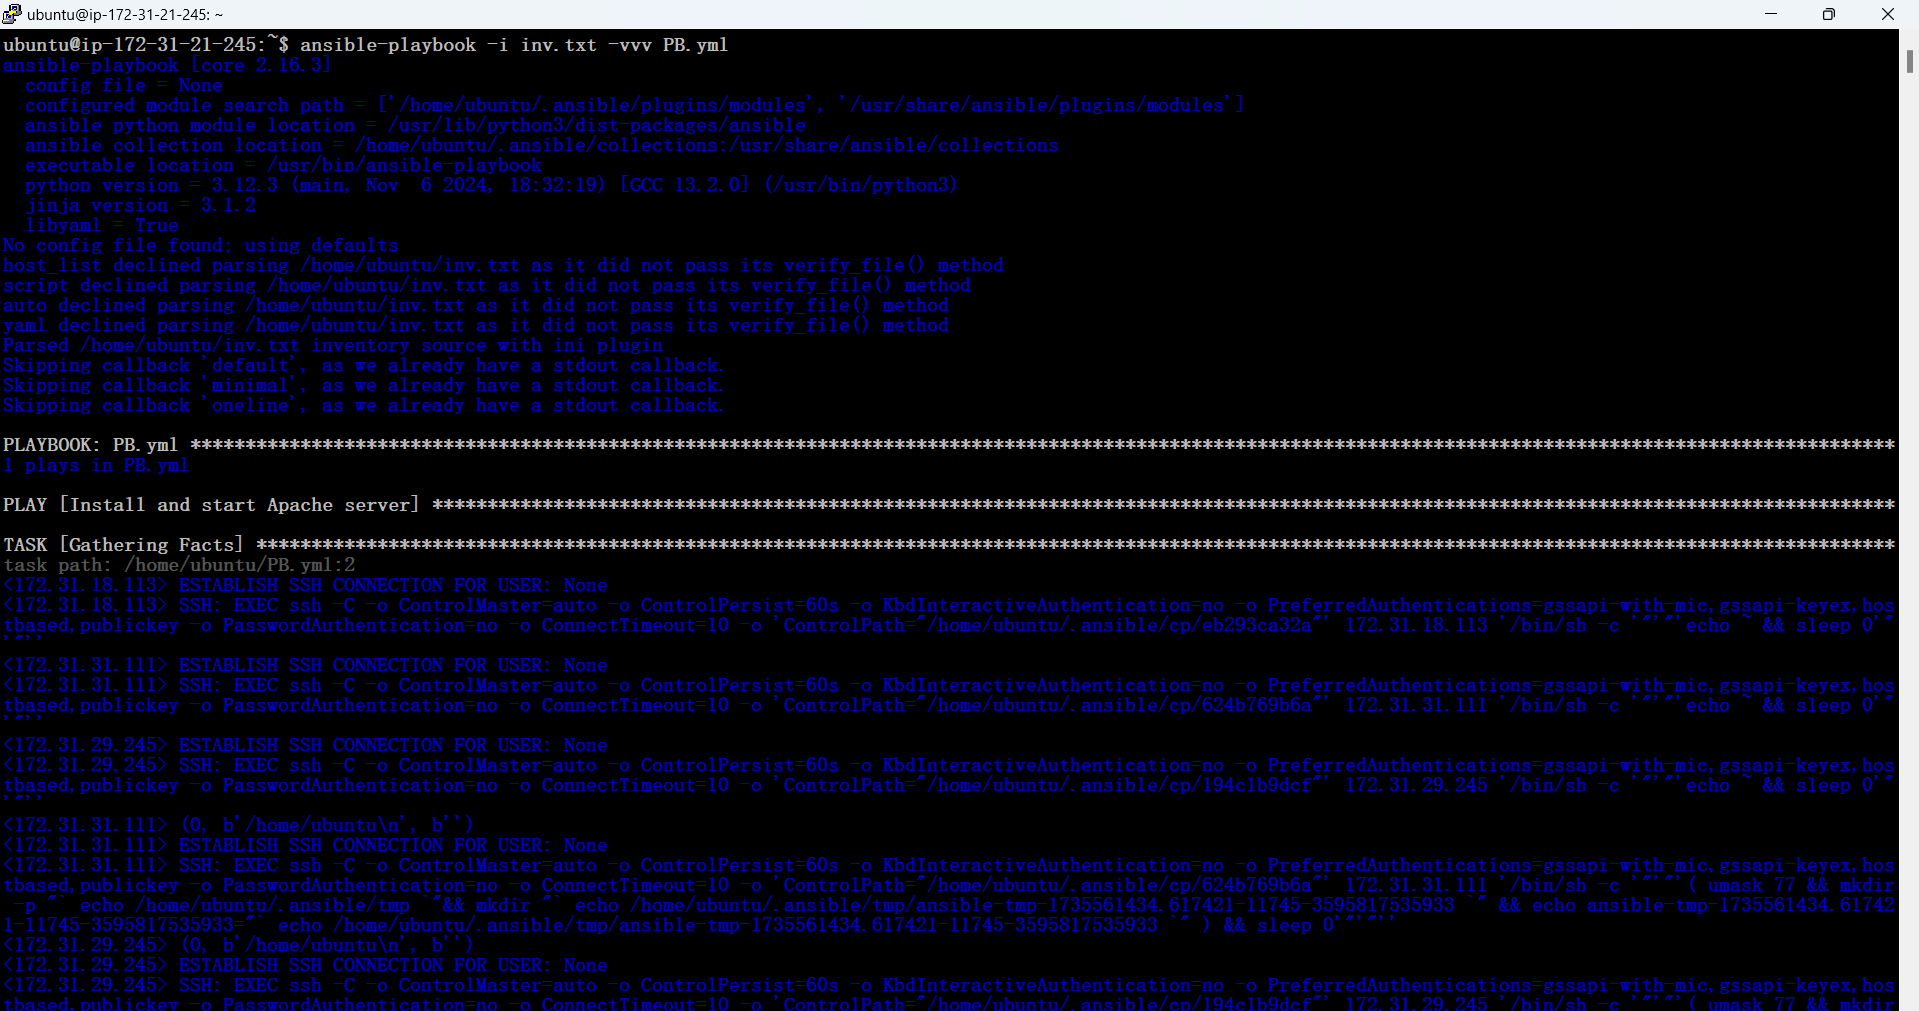 ubuntu@ip-172-31-21-245: ~
ubuntu@ip-172-31-21-245:~$ ansible-playbook -i inv.txt -vvv PB.yml
ansible-playbook [core 2.16.3]
  config file = None
  configured module search path = ['/home/ubuntu/.ansible/plugins/modules', '/usr/share/ansible/plugins/modules']
  ansible python module location = /usr/lib/python3/dist-packages/ansible
  ansible collection location = /home/ubuntu/.ansible/collections:/usr/share/ansible/collections
  executable location = /usr/bin/ansible-playbook
  python version = 3.12.3 (main, Nov  6 2024, 18:32:19) [GCC 13.2.0] (/usr/bin/python3)
  jinja version = 3.1.2
  libyaml = True
No config file found; using defaults
host_list declined parsing /home/ubuntu/inv.txt as it did not pass its verify_file() method
script declined parsing /home/ubuntu/inv.txt as it did not pass its verify_file() method
auto declined parsing /home/ubuntu/inv.txt as it did not pass its verify_file() method
yaml declined parsing /home/ubuntu/inv.txt as it did not pass its verify_file() method
Parsed /home/ubuntu/inv.txt inventory source with ini plugin
Skipping callback 'default', as we already have a stdout callback.
Skipping callback 'minimal', as we already have a stdout callback.
Skipping callback 'oneline', as we already have a stdout callback.
PLAYBOOK: PB.yml ***********************************************************************************************************************************************************
1 plays in PB.yml
PLAY [Install and start Apache server] *************************************************************************************************************************************
TASK [Gathering Facts] *****************************************************************************************************************************************************
task path: /home/ubuntu/PB.yml:2
<172.31.18.113> ESTABLISH SSH CONNECTION FOR USER: None
<172.31.18.113> SSH: EXEC ssh -C -o ControlMaster=auto -o ControlPersist=60s -o KbdInteractiveAuthentication=no -o PreferredAuthentications=gssapi-with-mic,gssapi-keyex,hos
tbased,publickey -o PasswordAuthentication=no -o ConnectTimeout=10 -o 'ControlPath="/home/ubuntu/.ansible/cp/eb293ca32a"' 172.31.18.113 '/bin/sh -c '"'"'echo ~ && sleep 0'"
'"''
<172.31.31.111> ESTABLISH SSH CONNECTION FOR USER: None
<172.31.31.111> SSH: EXEC ssh -C -o ControlMaster=auto -o ControlPersist=60s -o KbdInteractiveAuthentication=no -o PreferredAuthentications=gssapi-with-mic,gssapi-keyex,hos
tbased,publickey -o PasswordAuthentication=no -o ConnectTimeout=10 -o 'ControlPath="/home/ubuntu/.ansible/cp/624b769b6a"' 172.31.31.111 '/bin/sh -c '"'"'echo ~ && sleep 0'"
'"''
<172.31.29.245> ESTABLISH SSH CONNECTION FOR USER: None
<172.31.29.245> SSH: EXEC ssh -C -o ControlMaster=auto -o ControlPersist=60s -o KbdInteractiveAuthentication=no -o PreferredAuthentications=gssapi-with-mic,gssapi-keyex,hos
tbased,publickey -o PasswordAuthentication=no -o ConnectTimeout=10 -o 'ControlPath="/home/ubuntu/.ansible/cp/194c1b9dcf"' 172.31.29.245 '/bin/sh -c '"'"'echo ~ && sleep 0'"
'"''
<172.31.31.111> (0, b'/home/ubuntu\n', b'')
<172.31.31.111> ESTABLISH SSH CONNECTION FOR USER: None
<172.31.31.111> SSH: EXEC ssh -C -o ControlMaster=auto -o ControlPersist=60s -o KbdInteractiveAuthentication=no -o PreferredAuthentications=gssapi-with-mic,gssapi-keyex,hos
tbased,publickey -o PasswordAuthentication=no -o ConnectTimeout=10 -o 'ControlPath="/home/ubuntu/.ansible/cp/624b769b6a"' 172.31.31.111 '/bin/sh -c '"'"'( umask 77 && mkdir
 -p "` echo /home/ubuntu/.ansible/tmp `"&& mkdir "` echo /home/ubuntu/.ansible/tmp/ansible-tmp-1735561434.617421-11745-3595817535933 `" && echo ansible-tmp-1735561434.61742
1-11745-3595817535933="` echo /home/ubuntu/.ansible/tmp/ansible-tmp-1735561434.617421-11745-3595817535933 `" ) && sleep 0'"'"''
<172.31.29.245> (0, b'/home/ubuntu\n', b'')
<172.31.29.245> ESTABLISH SSH CONNECTION FOR USER: None
<172.31.29.245> SSH: EXEC ssh -C -o ControlMaster=auto -o ControlPersist=60s -o KbdInteractiveAuthentication=no -o PreferredAuthentications=gssapi-with-mic,gssapi-keyex,hos
tbased,publickey -o PasswordAuthentication=no -o ConnectTimeout=10 -o 'ControlPath="/home/ubuntu/.ansible/cp/194c1b9dcf"' 172.31.29.245 '/bin/sh -c '"'"'( umask 77 && mkdir